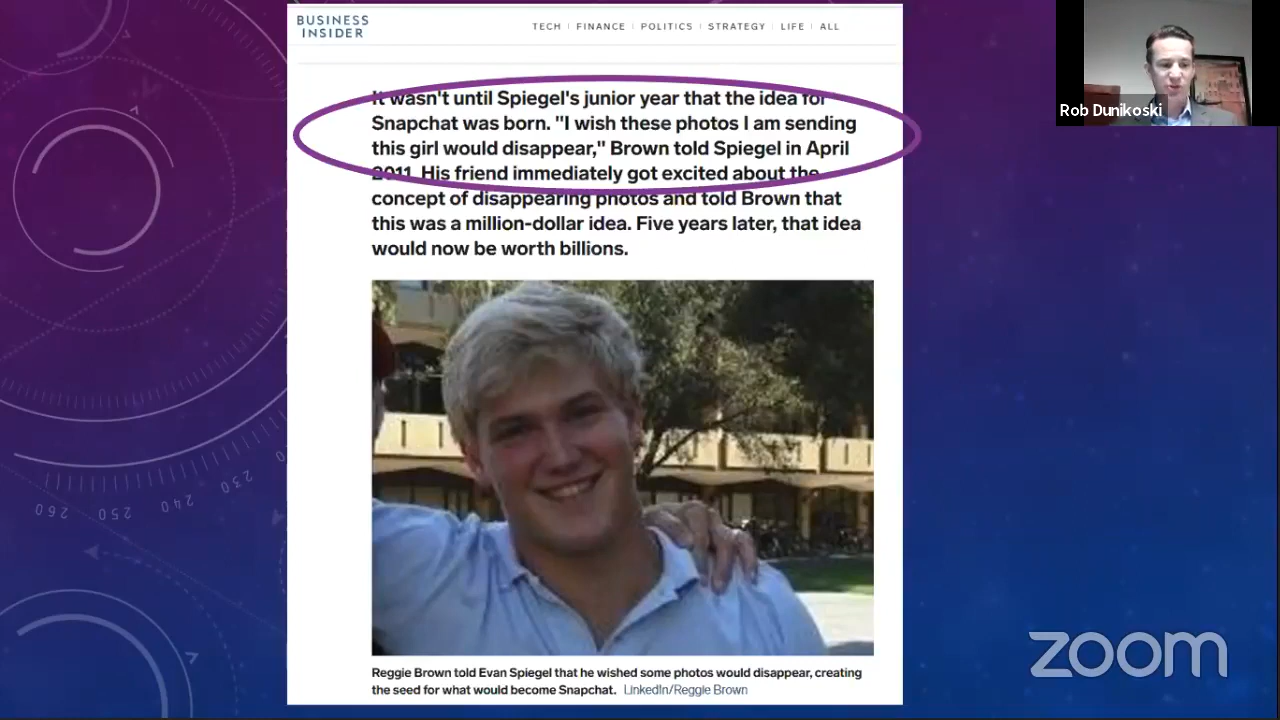 BUSINESS
INSIDER
TECH | FINANCE | POLITICS | STRATEGY | LIFE | ALL
It wasn't until Spiegel's junior year that the idea for
Snapchat was born. "I wish these photos I am sending
this girl would disappear," Brown told Spiegel in April
2011. His friend immediately got excited about the
concept of disappearing photos and told Brown that
this was a million-dollar idea. Five years later, that idea
would now be worth billions.
Reggie Brown told Evan Spiegel that he wished some photos would disappear, creating
the seed for what would become Snapchat. LinkedIn/Reggie Brown
Rob Dunikoski
260 250 240 230
zoom